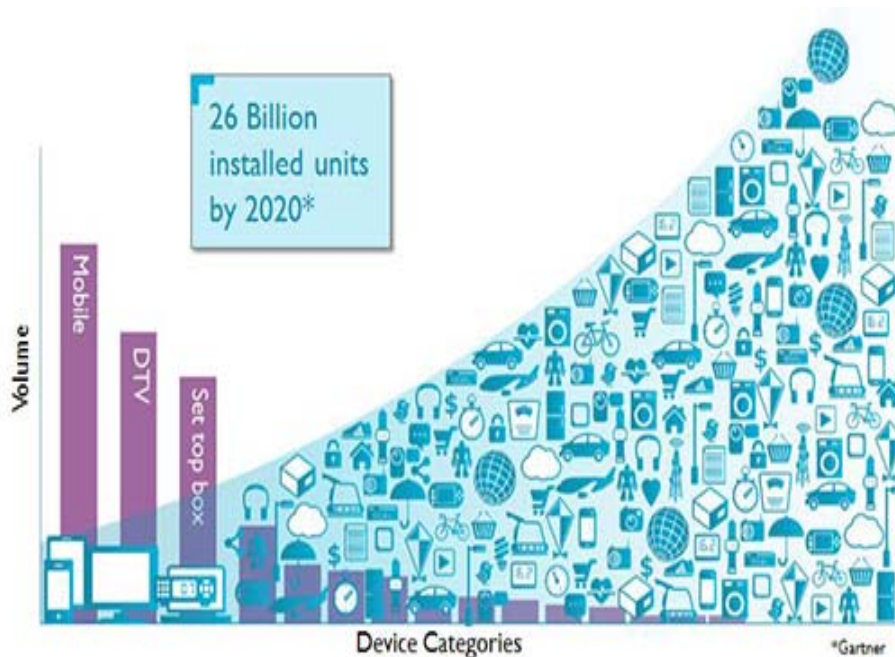 26 Billion
installed units
by 2020*
Mobile
DTV
Set top box
Volume
Device Categories
*Gartner